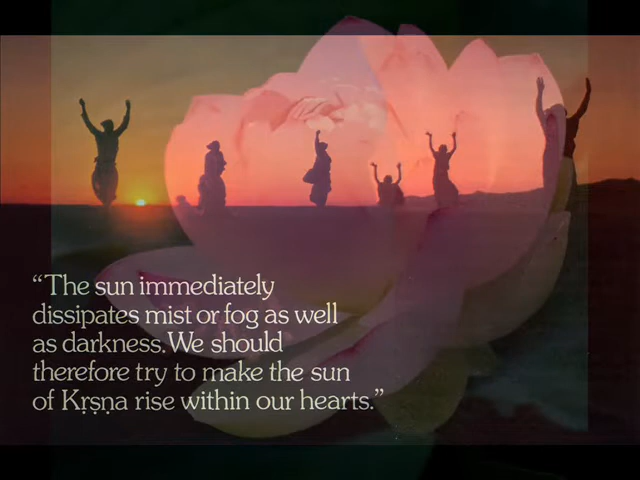 “The sun immediately
dissipates mist or fog as well
as darkness. We should
therefore try to make the sun
of Kṛṣṇa rise within our hearts.”